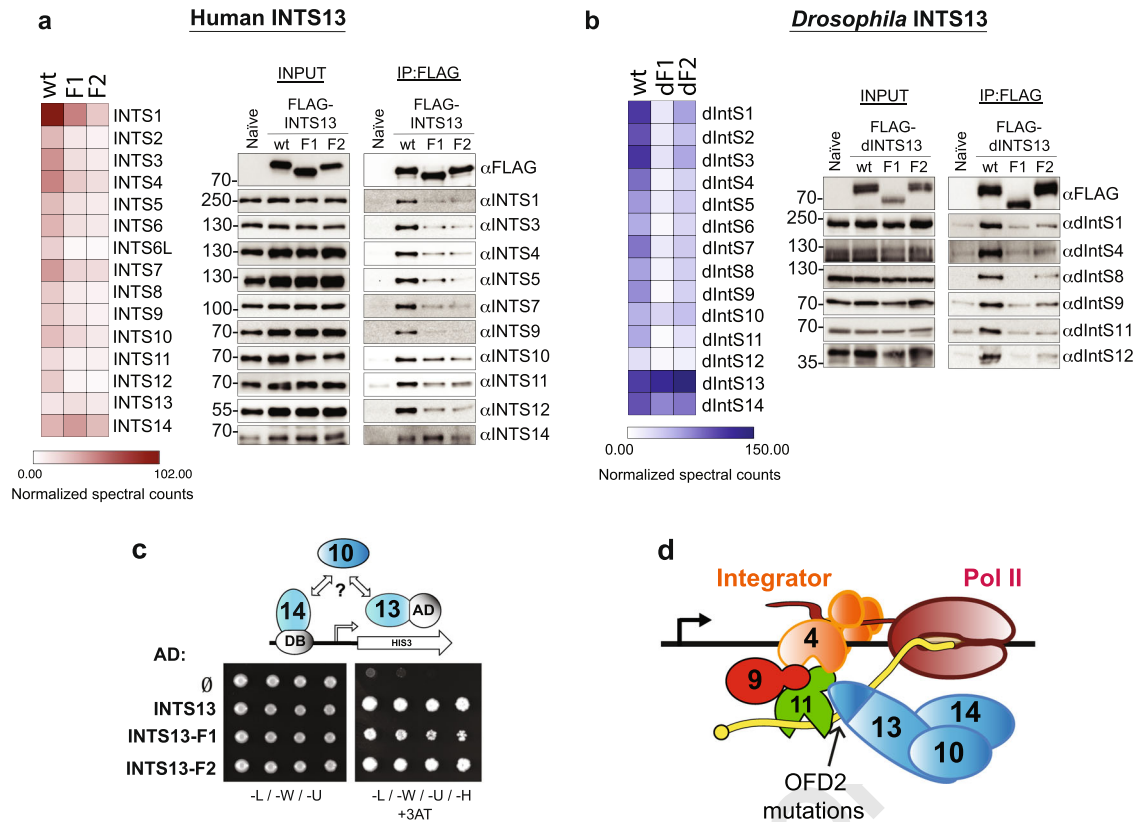 a
Human INTS13
wt F1 F2
INTS1
INTS2
INTS3
INTS4
INTS5
INTS6
INTS6L
INTS7
INTS8
INTS9
INTS10
INTS11
INTS12
INTS13
INTS14
0.00 102.00
Normalized spectral counts
INPUT
IP:FLAG
Naïve
FLAG-
INTS13
wt F1 F2
Naïve
FLAG-
INTS13
wt F1 F2
70- αFLAG
250- αINTS1
130- αINTS3
130- αINTS4
130- αINTS5
100- αINTS7
70- αINTS9
70- αINTS10
70- αINTS11
55- αINTS12
70- αINTS14
b
Drosophila INTS13
wt dF1 dF2
dIntS1
dIntS2
dIntS3
dIntS4
dIntS5
dIntS6
dIntS7
dIntS8
dIntS9
dIntS10
dIntS11
dIntS12
dIntS13
dIntS14
0.00 150.00
Normalized spectral counts
INPUT
IP:FLAG
Naïve
FLAG-
dINTS13
wt F1 F2
Naïve
FLAG-
dINTS13
wt F1 F2
70- αFLAG
250- αdIntS1
130- αdIntS4
130- αdIntS8
70- αdIntS9
70- αdIntS11
35- αdIntS12
c
10
?
14 13 AD
DB HIS3
AD:
Ø
INTS13
INTS13-F1
INTS13-F2
-L / -W / -U
-L / -W / -U / -H
+3AT
d
Integrator Pol II
4
9
11
13
14
10
OFD2
mutations